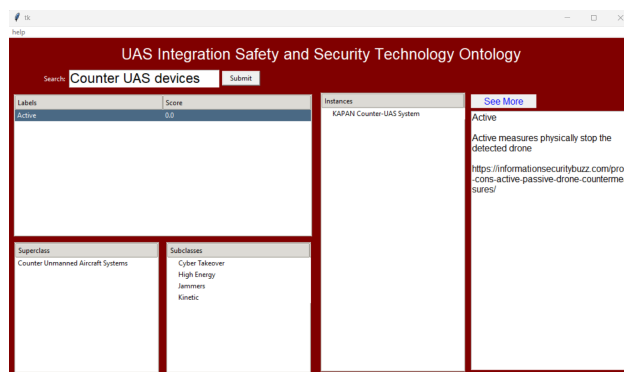 tk
help
UAS Integration Safety and Security Technology Ontology
Search: Counter UAS devices Submit
Labels Score
Active 0.0
Superclass
Counter Unmanned Aircraft Systems
Subclasses
Cyber Takeover
High Energy
Jammers
Kinetic
Instances
KAPAN Counter-UAS System
See More
Active
Active measures physically stop the
detected drone
https://informationsecuritybuzz.com/pro
-cons-active-passive-drone-countermea
sures/